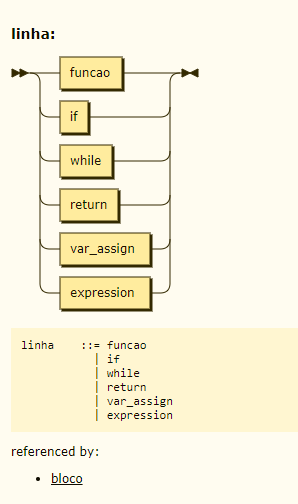 linha:
funcao
if
while
return
var_assign
expression
linha    ::= funcao
           | if
           | while
           | return
           | var_assign
           | expression
referenced by:
• bloco